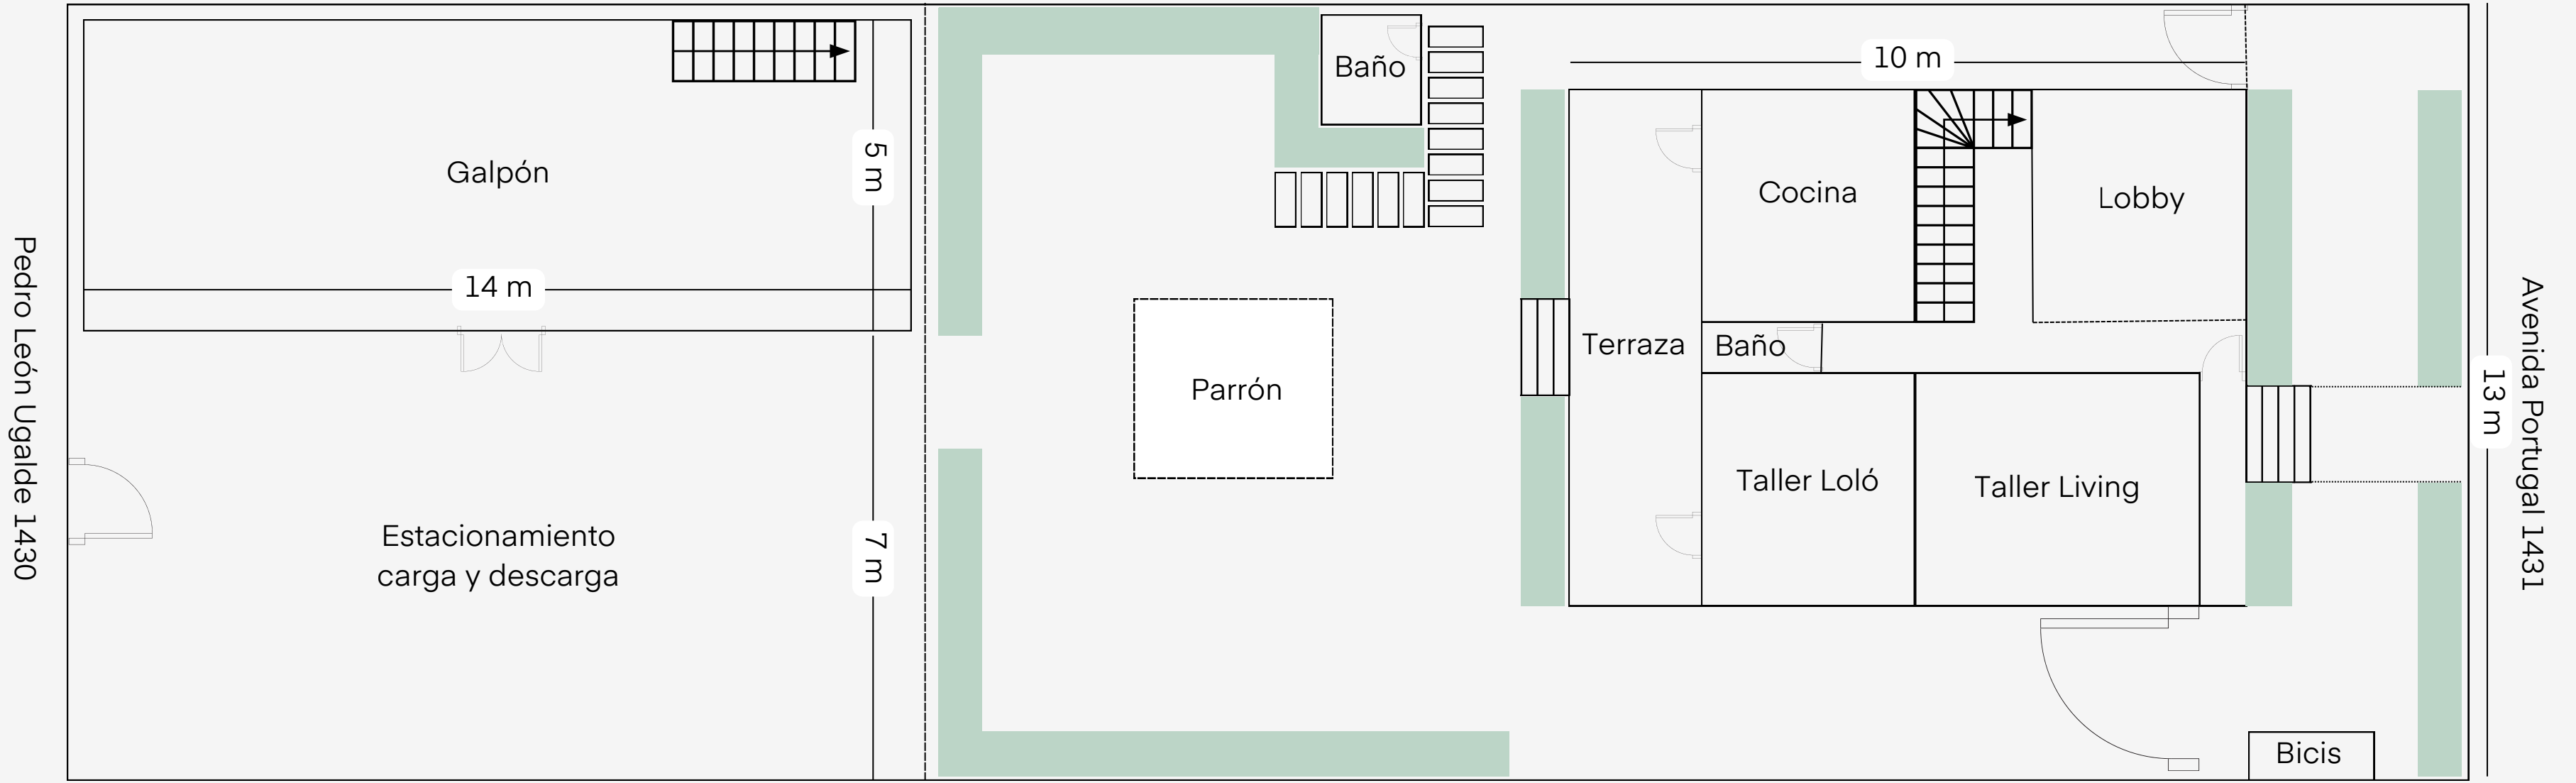 Pedro León Ugalde 1430
Galpón
14 m
5 m
Estacionamiento
carga y descarga
7 m
Baño
Parrón
Terraza
10 m
Cocina
Lobby
Baño
Taller Loló
Taller Living
Bicis
13 m
Avenida Portugal 1431